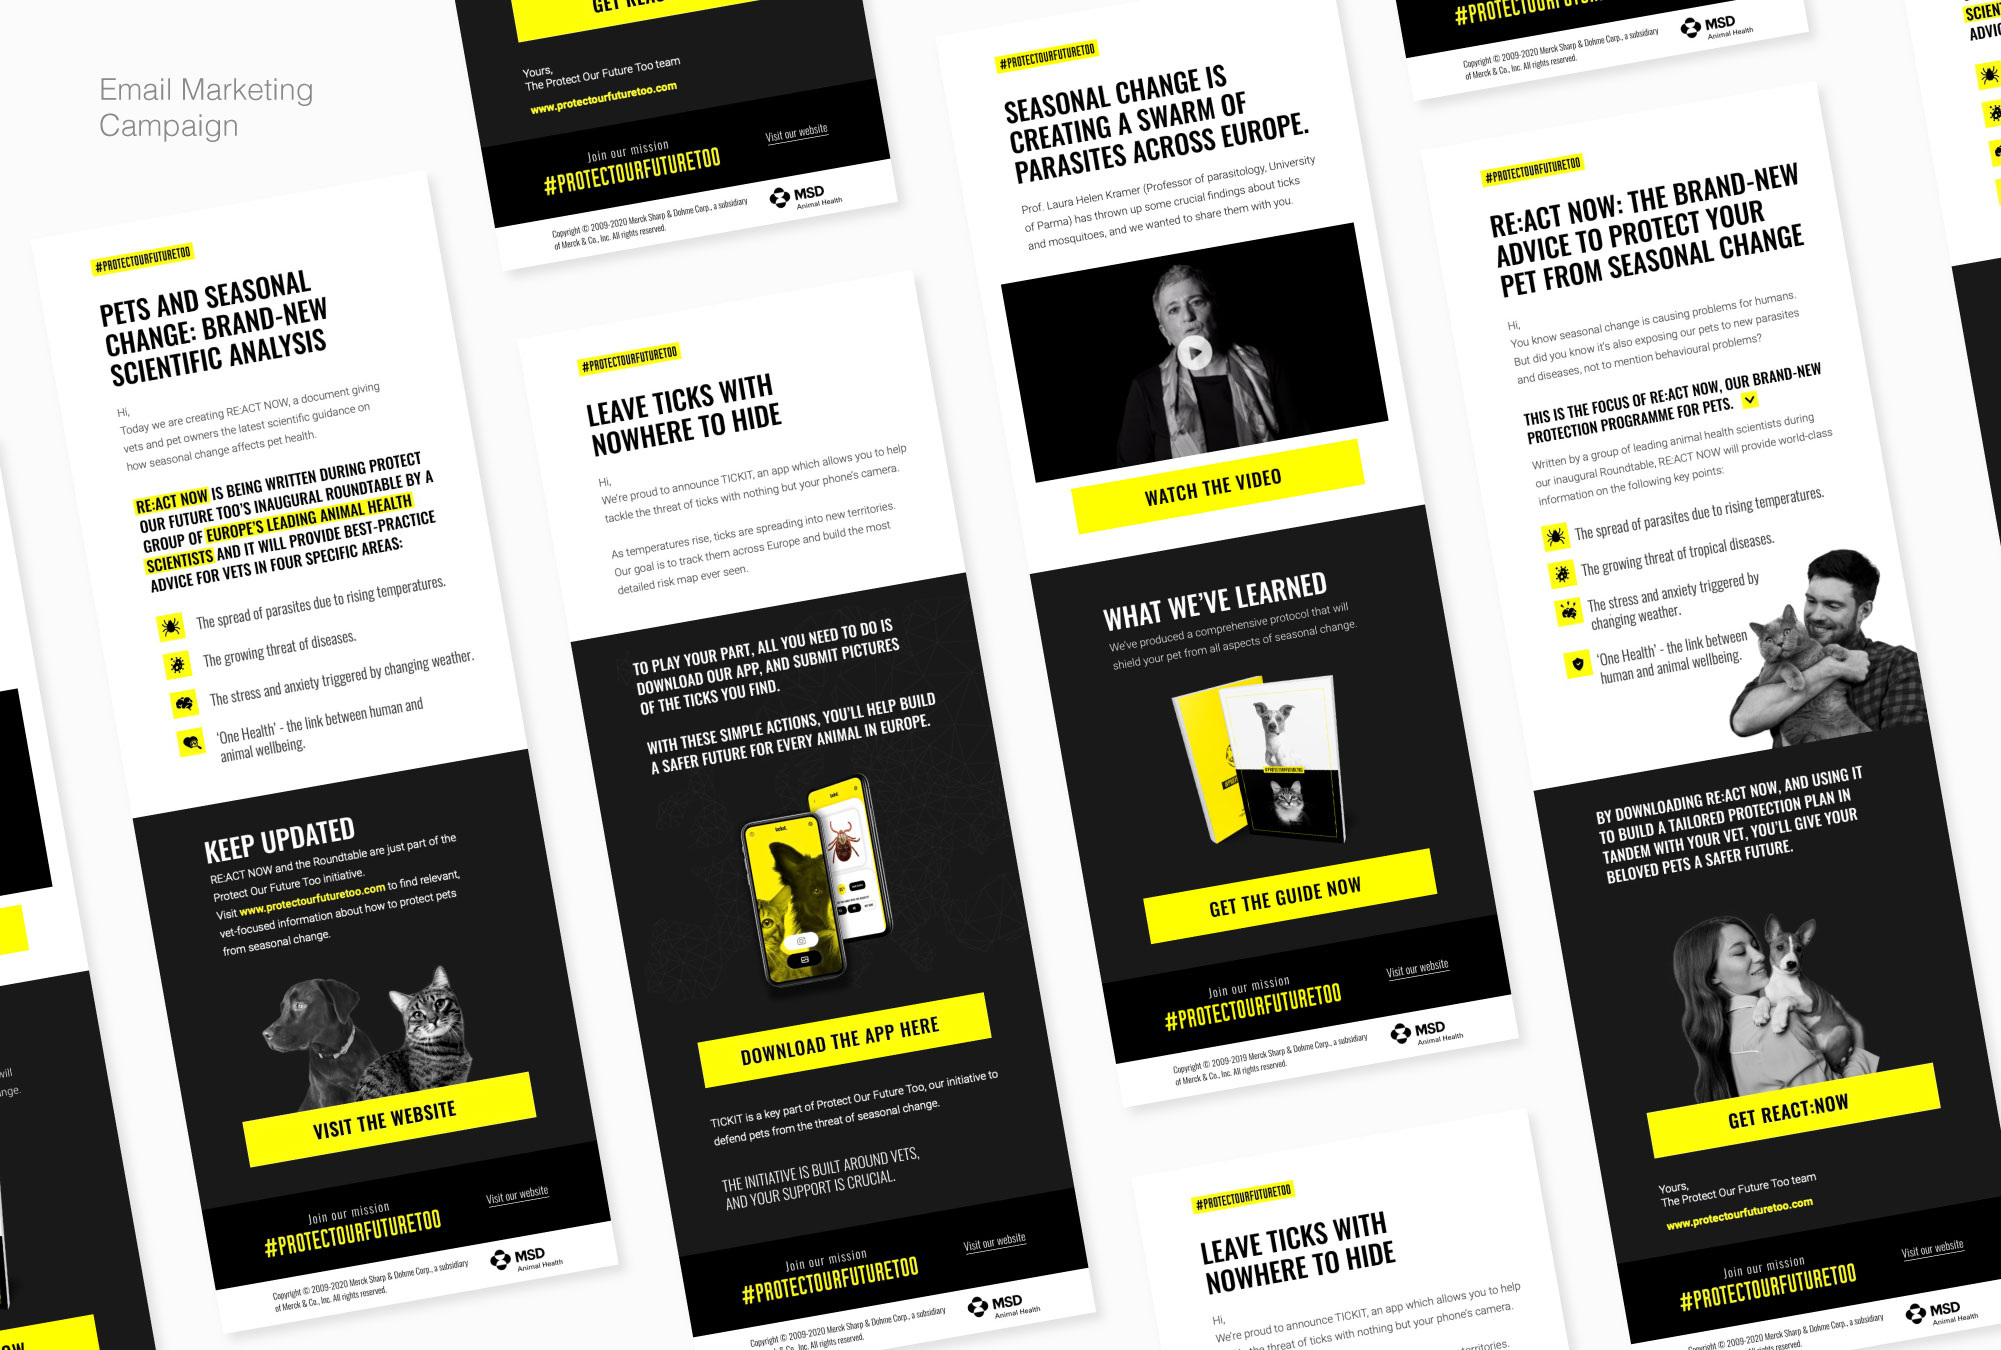 Email Marketing
Campaign
#PROTECTOURFUTURETOO
PETS AND SEASONAL
CHANGE: BRAND-NEW
SCIENTIFIC ANALYSIS
Hi,
Today we are creating RE:ACT NOW, a document giving
vets and pet owners the latest scientific guidance on
how seasonal change affects pet health.
RE:ACT NOW IS BEING WRITTEN DURING PROTECT
OUR FUTURE TOO'S INAUGURAL ROUNDTABLE BY A
GROUP OF EUROPE'S LEADING ANIMAL HEALTH
SCIENTISTS AND IT WILL PROVIDE BEST-PRACTICE
ADVICE FOR VETS IN FOUR SPECIFIC AREAS:
The spread of parasites due to rising temperatures.
The growing threat of diseases.
The stress and anxiety triggered by changing weather.
'One Health' - the link between human and
animal wellbeing.
KEEP UPDATED
RE:ACT NOW and the Roundtable are just part of the
Protect Our Future Too initiative.
Visit www.protectourfuturetoo.com to find relevant,
vet-focused information about how to protect pets
from seasonal change.
VISIT THE WEBSITE
Join our mission
#PROTECTOURFUTURETOO
Visit our website
Copyright © 2009-2020 Merck Sharp & Dohme Corp., a subsidiary
of Merck & Co., Inc. All rights reserved.
MSD
Animal Health
Yours,
The Protect Our Future Too team
www.protectourfuturetoo.com
Join our mission
#PROTECTOURFUTURETOO
Visit our website
Copyright © 2009-2020 Merck Sharp & Dohme Corp., a subsidiary
of Merck & Co., Inc. All rights reserved.
MSD
Animal Health
#PROTECTOURFUTURETOO
LEAVE TICKS WITH
NOWHERE TO HIDE
Hi,
We're proud to announce TICKIT, an app which allows you to help
tackle the threat of ticks with nothing but your phone's camera.
As temperatures rise, ticks are spreading into new territories.
Our goal is to track them across Europe and build the most
detailed risk map ever seen.
TO PLAY YOUR PART, ALL YOU NEED TO DO IS
DOWNLOAD OUR APP, AND SUBMIT PICTURES
OF THE TICKS YOU FIND.
WITH THESE SIMPLE ACTIONS, YOU'LL HELP BUILD
A SAFER FUTURE FOR EVERY ANIMAL IN EUROPE.
DOWNLOAD THE APP HERE
TICKIT is a key part of Protect Our Future Too, our initiative to
defend pets from the threat of seasonal change.
THE INITIATIVE IS BUILT AROUND VETS,
AND YOUR SUPPORT IS CRUCIAL.
Join our mission
#PROTECTOURFUTURETOO
Visit our website
Copyright © 2009-2020 Merck Sharp & Dohme Corp., a subsidiary
of Merck & Co., Inc. All rights reserved.
MSD
Animal Health
#PROTECTOURFUTURETOO
SEASONAL CHANGE IS
CREATING A SWARM OF
PARASITES ACROSS EUROPE.
Prof. Laura Helen Kramer (Professor of parasitology, University
of Parma) has thrown up some crucial findings about ticks
and mosquitoes, and we wanted to share them with you.
WATCH THE VIDEO
WHAT WE'VE LEARNED
We've produced a comprehensive protocol that will
shield your pet from all aspects of seasonal change.
#PROTECTOURFUTURETOO
GET THE GUIDE NOW
Join our mission
#PROTECTOURFUTURETOO
Visit our website
Copyright © 2009-2019 Merck Sharp & Dohme Corp., a subsidiary
of Merck & Co., Inc. All rights reserved.
MSD
Animal Health
#PROTECTOURFUTURETOO
LEAVE TICKS WITH
NOWHERE TO HIDE
Hi,
We're proud to announce TICKIT, an app which allows you to help
the threat of ticks with nothing but your phone's camera.
territories.
#PROTECTOURFUTURETOO
MSD
Animal Health
Copyright © 2009-2020 Merck Sharp & Dohme Corp., a subsidiary
of Merck & Co., Inc. All rights reserved.
#PROTECTOURFUTURETOO
RE:ACT NOW: THE BRAND-NEW
ADVICE TO PROTECT YOUR
PET FROM SEASONAL CHANGE
Hi,
You know seasonal change is causing problems for humans.
But did you know it's also exposing our pets to new parasites
and diseases, not to mention behavioural problems?
THIS IS THE FOCUS OF RE:ACT NOW, OUR BRAND-NEW
PROTECTION PROGRAMME FOR PETS.
Written by a group of leading animal health scientists during
our inaugural Roundtable, RE:ACT NOW will provide world-class
information on the following key points:
The spread of parasites due to rising temperatures.
The growing threat of tropical diseases.
The stress and anxiety triggered by
changing weather.
'One Health' - the link between
human and animal wellbeing.
BY DOWNLOADING RE:ACT NOW, AND USING IT
TO BUILD A TAILORED PROTECTION PLAN IN
TANDEM WITH YOUR VET, YOU'LL GIVE YOUR
BELOVED PETS A SAFER FUTURE.
GET REACT:NOW
Yours,
The Protect Our Future Too team
www.protectourfuturetoo.com
Join our mission
#PROTECTOURFUTURETOO
Visit our website
Copyright © 2009-2020 Merck Sharp & Dohme Corp., a subsidiary
MSD
Animal Health